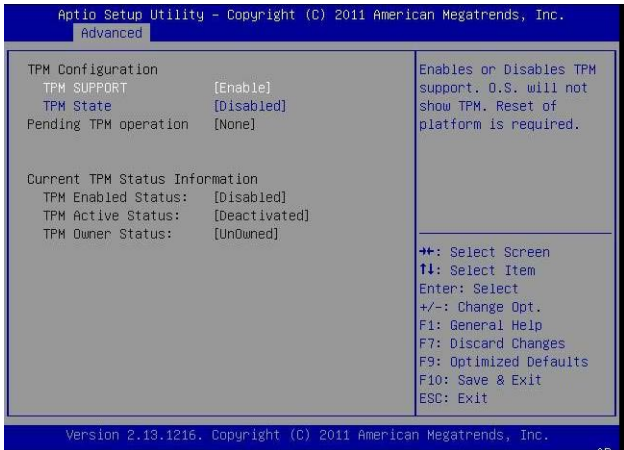 Aptio Setup Utility – Copyright (C) 2011 American Megatrends, Inc.
Advanced
TPM Configuration
TPM SUPPORT [Enable]
TPM State [Disabled]
Pending TPM operation [None]
Current TPM Status Information
TPM Enabled Status: [Disabled]
TPM Active Status: [Deactivated]
TPM Owner Status: [UnOwned]
Enables or Disables TPM
support. O.S. will not
show TPM. Reset of
platform is required.
→←: Select Screen
↑↓: Select Item
Enter: Select
+/-: Change Opt.
F1: General Help
F7: Discard Changes
F9: Optimized Defaults
F10: Save & Exit
ESC: Exit
Version 2.13.1216. Copyright (C) 2011 American Megatrends, Inc.